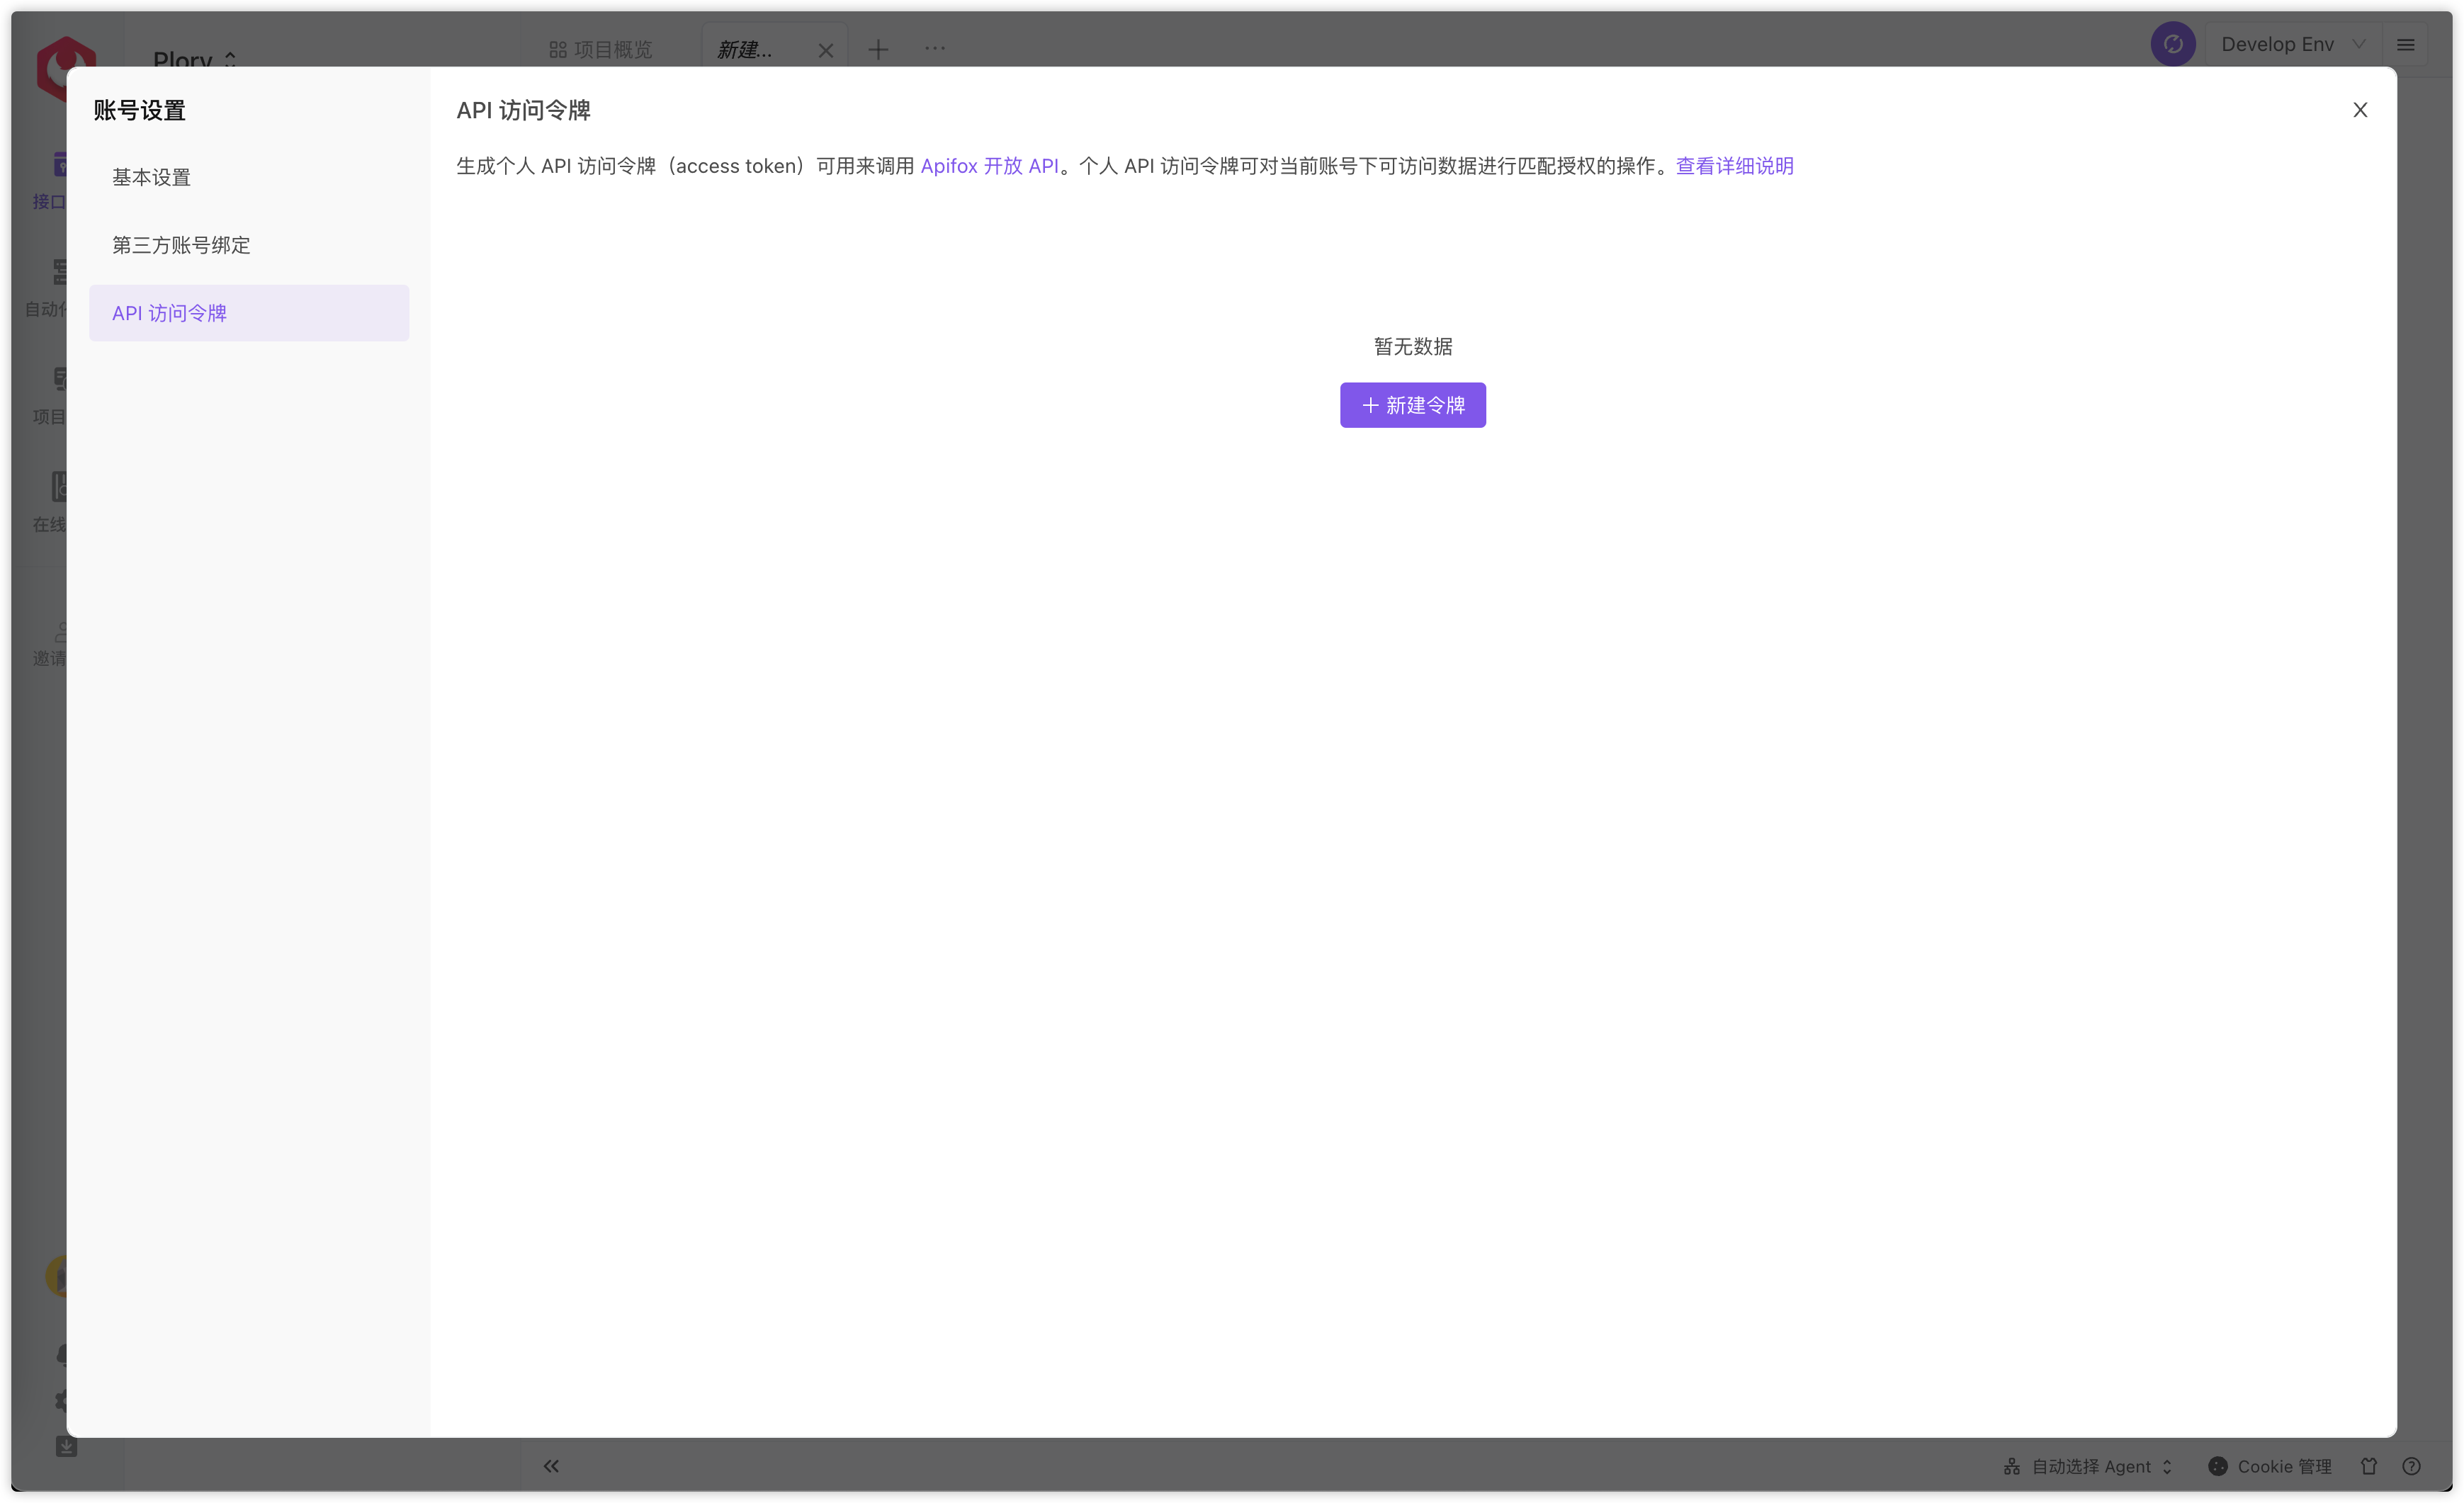 Plory
项目概览
新建...
Develop Env
账号设置
API 访问令牌
生成个人 API 访问令牌（access token）可用来调用 Apifox 开放 API。个人 API 访问令牌可对当前账号下可访问数据进行匹配授权的操作。查看详细说明
基本设置
第三方账号绑定
API 访问令牌
暂无数据
+ 新建令牌
接口
自动化
项目
在线
邀请
自动选择 Agent
Cookie 管理